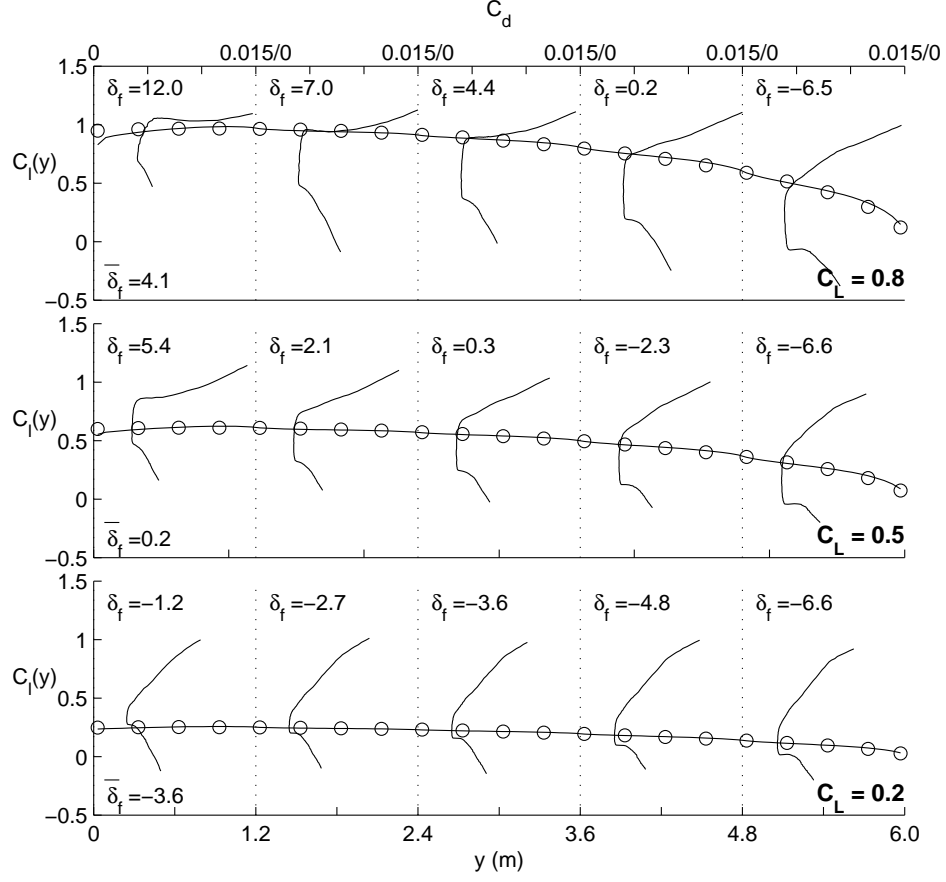 C_d
0 0.015/0 0.015/0 0.015/0 0.015/0 0.015/0
1.5
δ_f =12.0 δ_f =7.0 δ_f =4.4 δ_f =0.2 δ_f =−6.5
1
C_l(y)
0.5
0
δ̅_f =4.1 C_L = 0.8
−0.5
1.5
δ_f =5.4 δ_f =2.1 δ_f =0.3 δ_f =−2.3 δ_f =−6.6
1
C_l(y)
0.5
0
δ̅_f =0.2 C_L = 0.5
−0.5
1.5
δ_f =−1.2 δ_f =−2.7 δ_f =−3.6 δ_f =−4.8 δ_f =−6.6
1
C_l(y)
0.5
0
δ̅_f =−3.6 C_L = 0.2
−0.5
0 1.2 2.4 3.6 4.8 6.0
y (m)